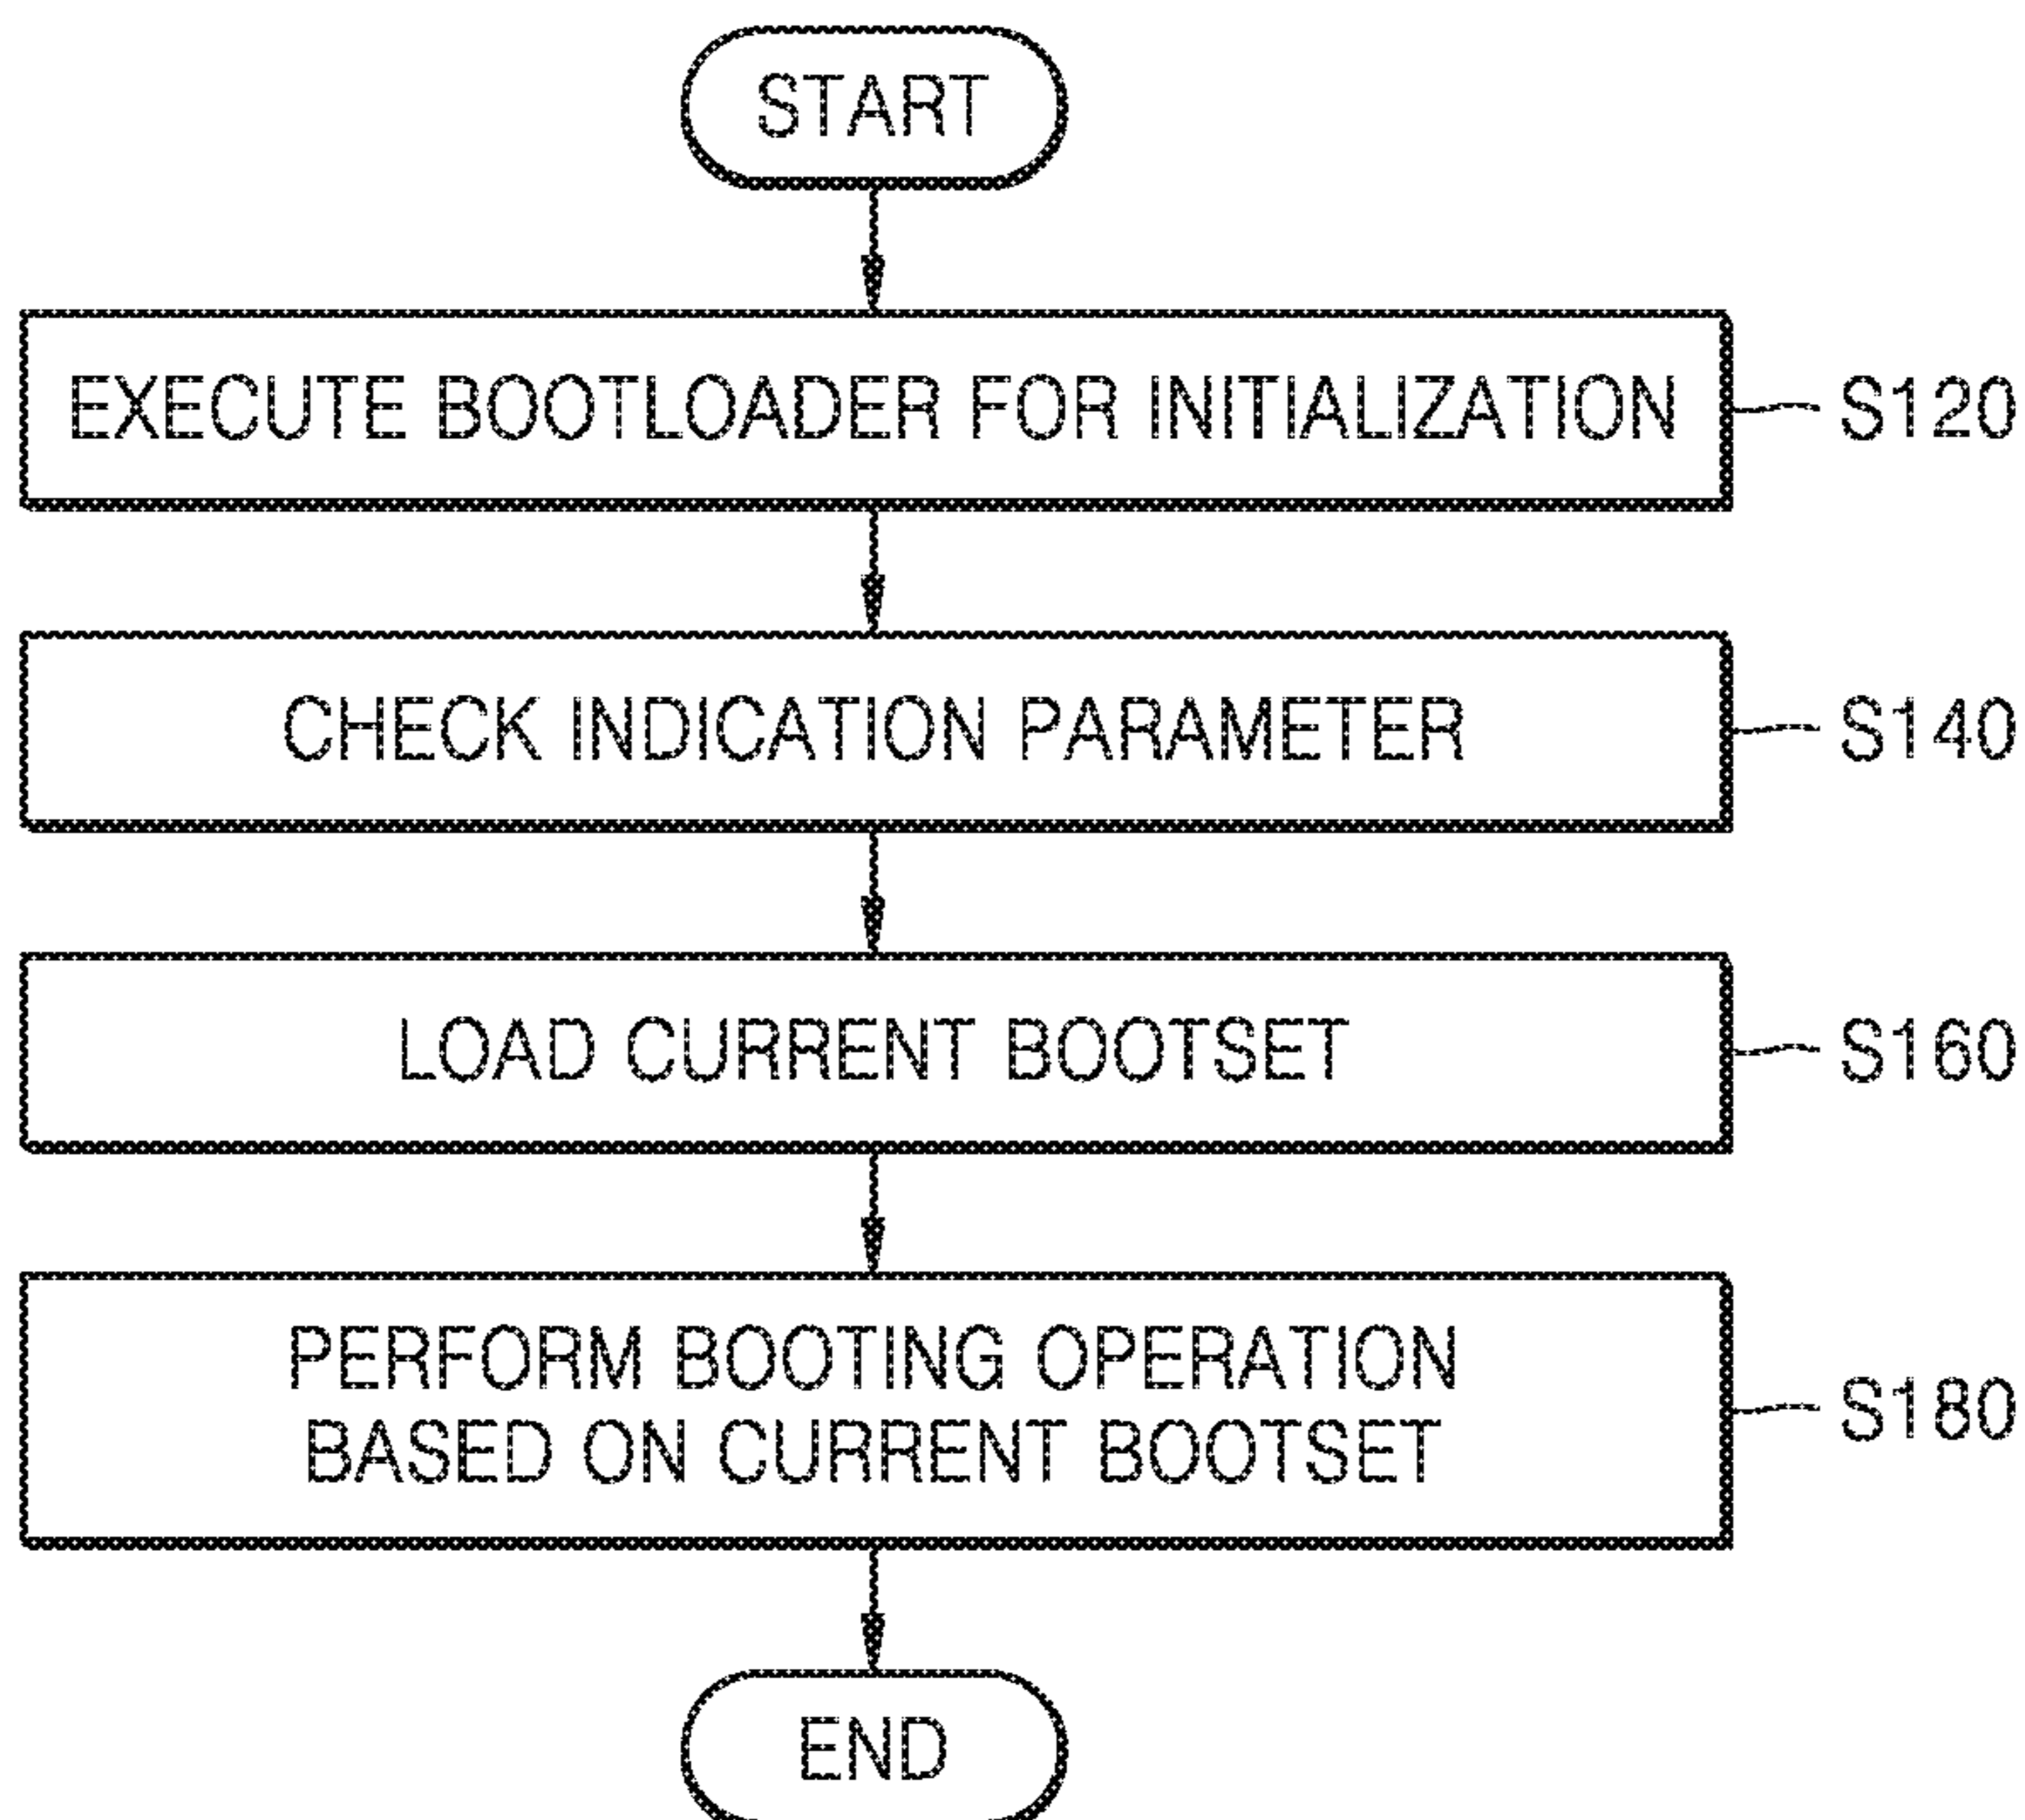 START
EXECUTE BOOTLOADER FOR INITIALIZATION
S120
CHECK INDICATION PARAMETER
S140
LOAD CURRENT BOOTSET
S160
PERFORM BOOTING OPERATION
BASED ON CURRENT BOOTSET
S180
END